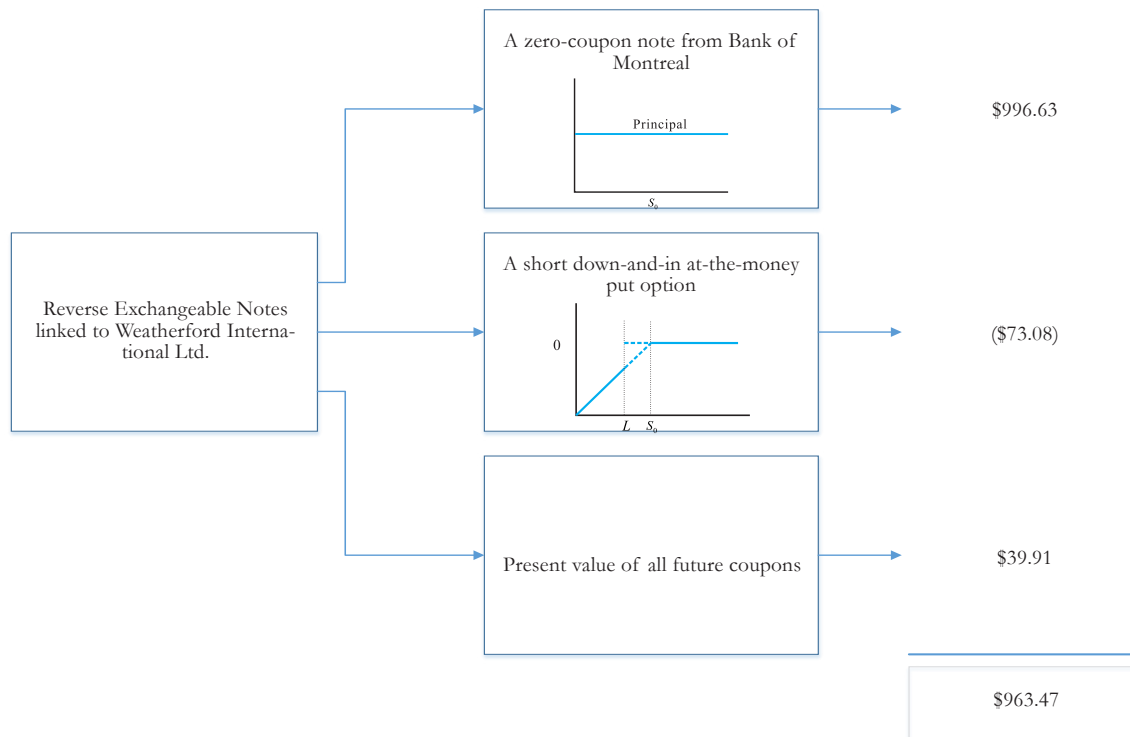 Reverse Exchangeable Notes
linked to Weatherford Interna-
tional Ltd.
A zero-coupon note from Bank of
Montreal
Principal
S₀
$996.63
A short down-and-in at-the-money
put option
0
L S₀
($73.08)
Present value of all future coupons
$39.91
$963.47